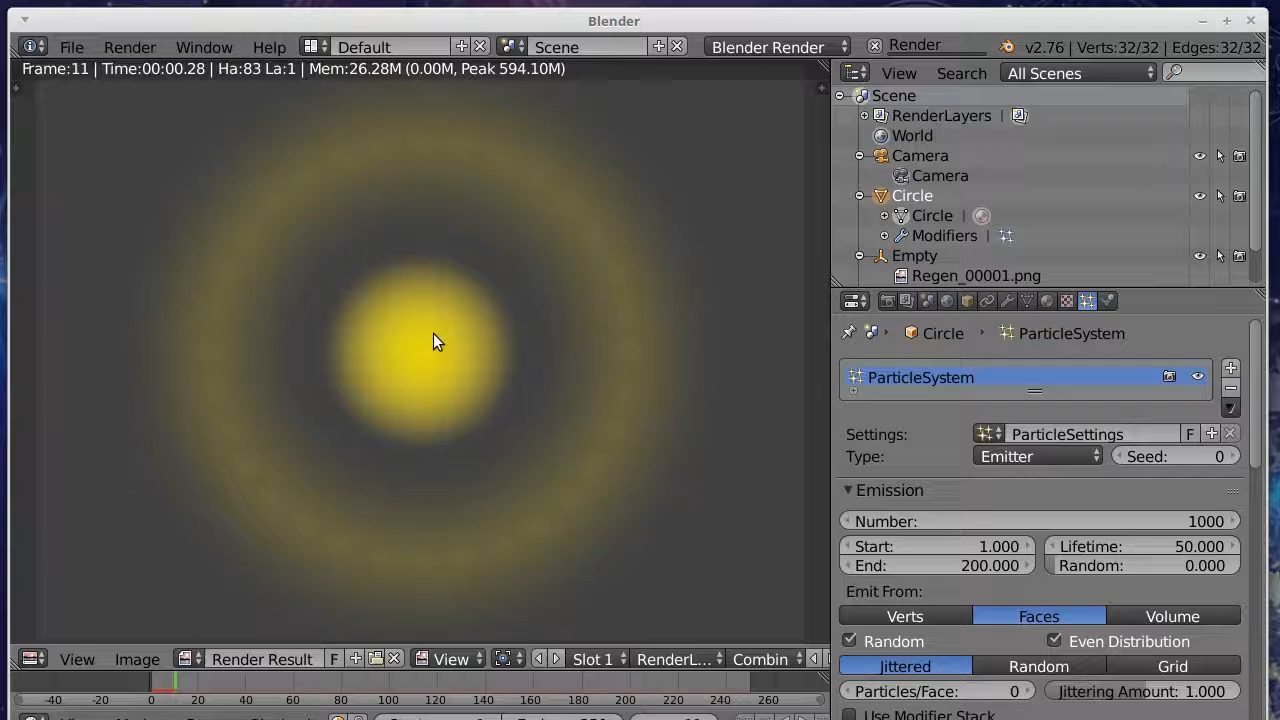 Blender
File Render Window Help Default Scene Blender Render Render v2.76 | Verts:32/32 | Edges:32/32
Frame:11 | Time:00:00.28 | Ha:83 La:1 | Mem:26.28M (0.00M, Peak 594.10M)
View Search All Scenes
Scene
RenderLayers
World
Camera
Camera
Circle
Circle
Modifiers
Empty
Regen_00001.png
Circle ParticleSystem
ParticleSystem
Settings: ParticleSettings F
Type: Emitter Seed: 0
Emission
Number: 1000
Start: 1.000 Lifetime: 50.000
End: 200.000 Random: 0.000
Emit From:
Verts Faces Volume
Random Even Distribution
Jittered Random Grid
Particles/Face: 0 Jittering Amount: 1.000
Use Modifier Stack
View Image Render Result F View Slot 1 RenderL... Combin
-40 -20 0 20 40 60 80 100 120 140 160 180 200 220 240 260